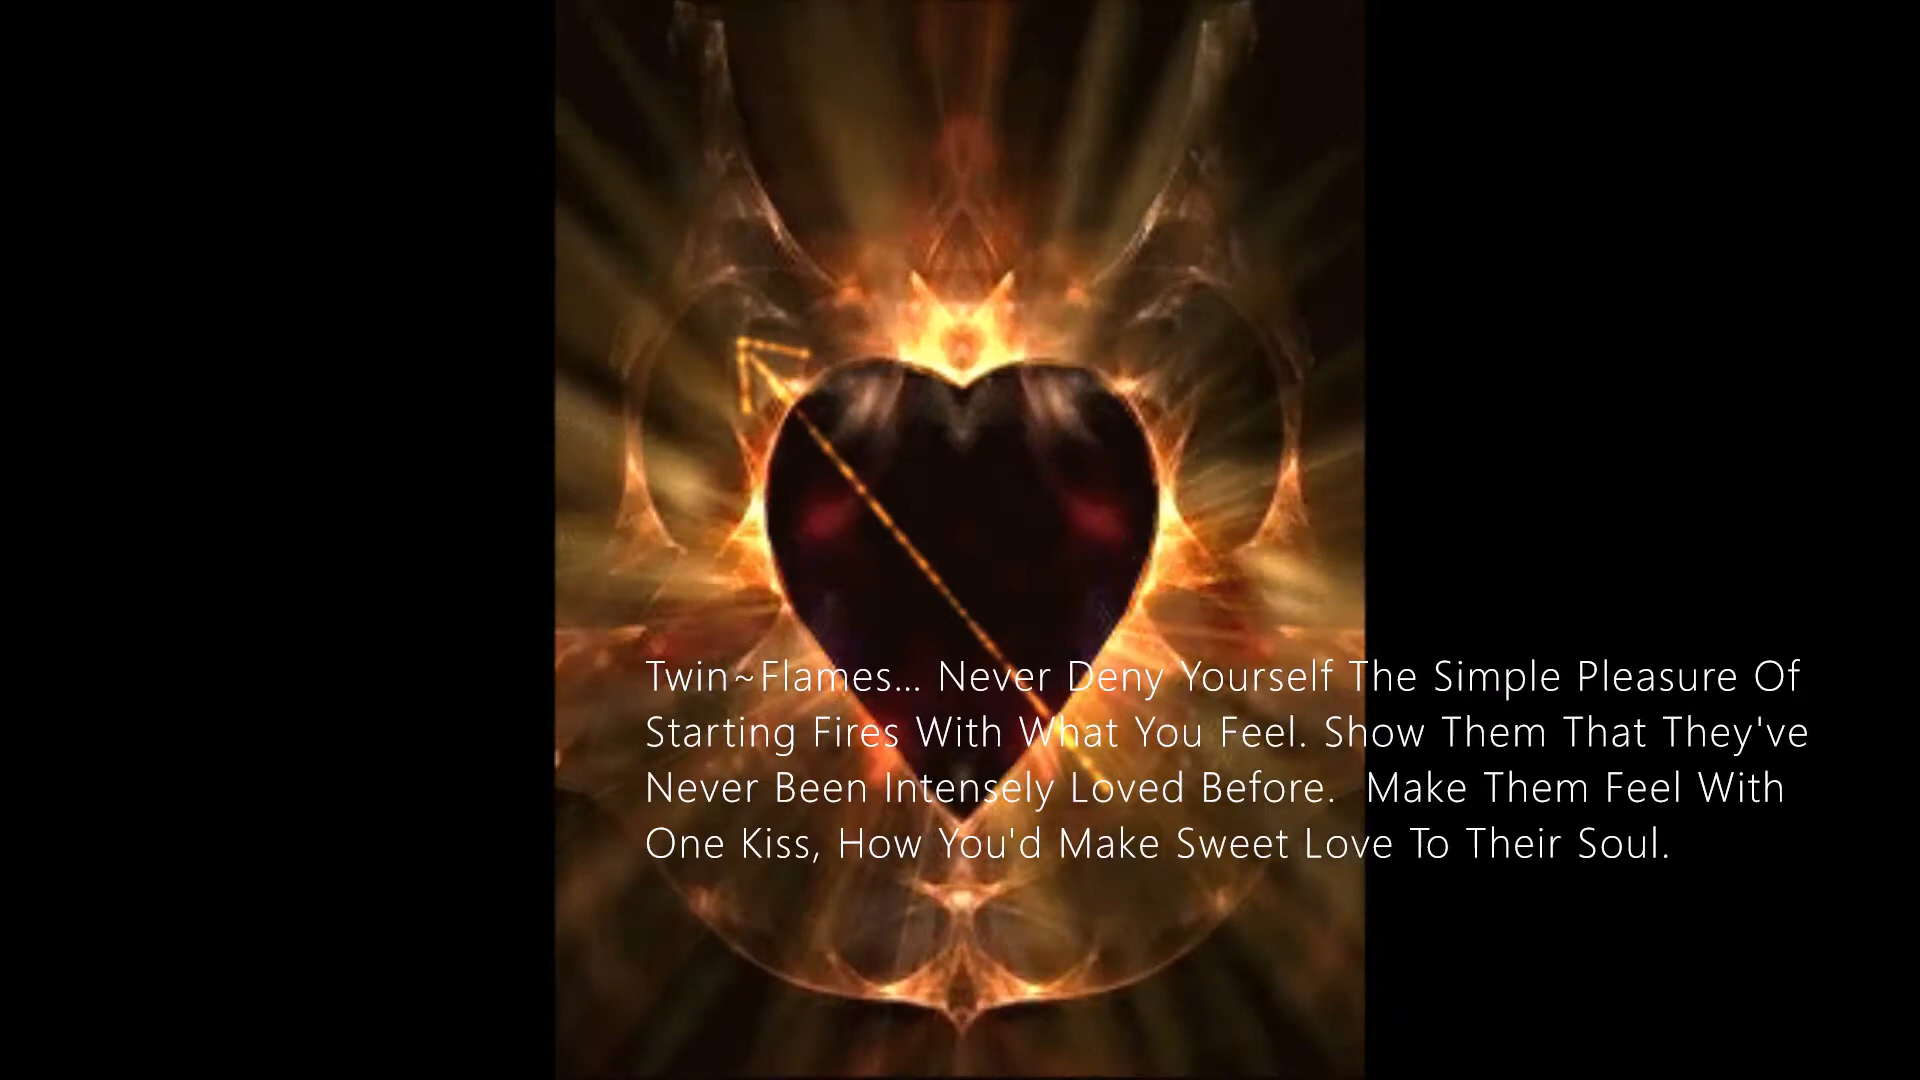 Twin~Flames... Never Deny Yourself The Simple Pleasure Of
Starting Fires With What You Feel. Show Them That They've
Never Been Intensely Loved Before.  Make Them Feel With
One Kiss, How You'd Make Sweet Love To Their Soul.